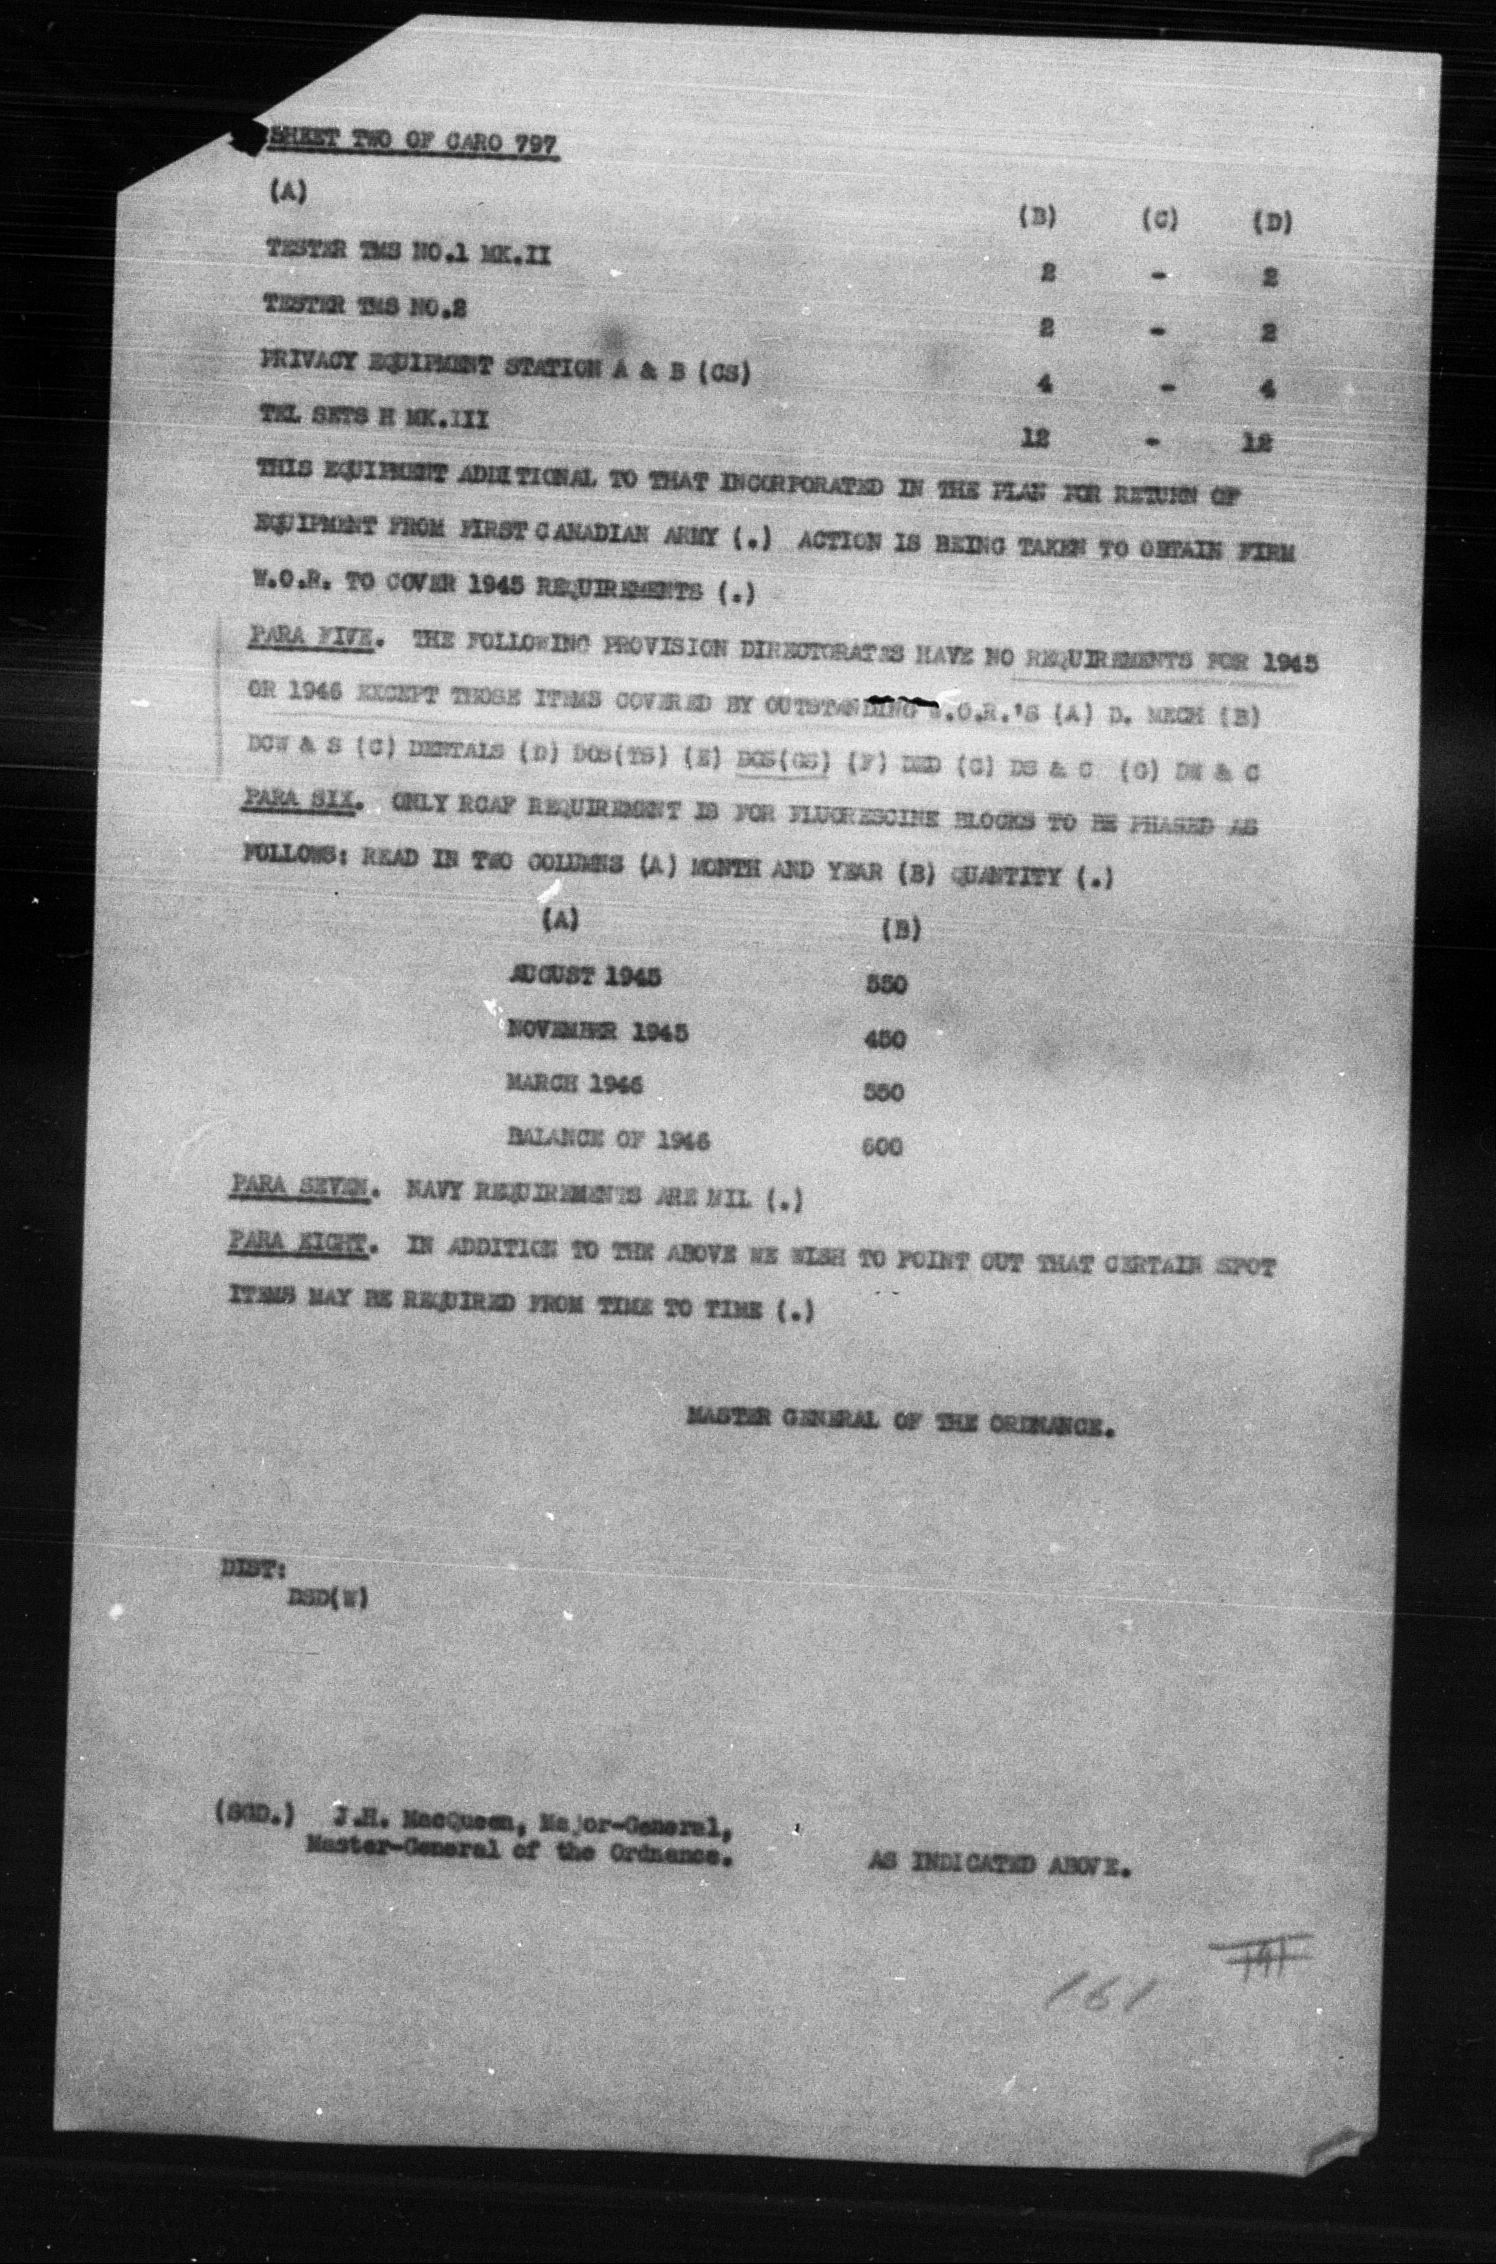 SHEET TWO OF CARO 797
(A) (B) (C) (D)
TESTER TMS NO.1 MK.II 2 - 2
TESTER TMS NO.2 2 - 2
PRIVACY EQUIPMENT STATION A & B (CS) 4 - 4
TEL SETS H MK.III 12 - 12
THIS EQUIPMENT ADDITIONAL TO THAT INCORPORATED IN THE PLAN FOR RETURN OF
EQUIPMENT FROM FIRST CANADIAN ARMY (.) ACTION IS BEING TAKEN TO OBTAIN FIRM
W.O.R. TO COVER 1945 REQUIREMENTS (.)
PARA FIVE. THE FOLLOWING PROVISION DIRECTORATES HAVE NO REQUIREMENTS FOR 1945
OR 1946 EXCEPT THOSE ITEMS COVERED BY OUTSTANDING W.O.R.'S (A) D. MECH (B)
DOW & S (C) DENTALS (D) DOS(TS) (E) DOS(GS) (F) DED (G) DS & C (G) DE & C
PARA SIX. ONLY RCAF REQUIREMENT IS FOR FLUORESCINE BLOCKS TO BE PHASED AS
FOLLOWS: READ IN TWO COLUMNS (A) MONTH AND YEAR (B) QUANTITY (.)
(A) (B)
AUGUST 1945 550
NOVEMBER 1945 450
MARCH 1946 550
BALANCE OF 1946 600
PARA SEVEN. NAVY REQUIREMENTS ARE NIL (.)
PARA EIGHT. IN ADDITION TO THE ABOVE WE WISH TO POINT OUT THAT CERTAIN SPOT
ITEMS MAY BE REQUIRED FROM TIME TO TIME (.)
MASTER GENERAL OF THE ORDNANCE.
DIST:
DSD(W)
(SGD.) J.H. MacQueen, Major-General,
Master-General of the Ordnance.
AS INDICATED ABOVE.
161